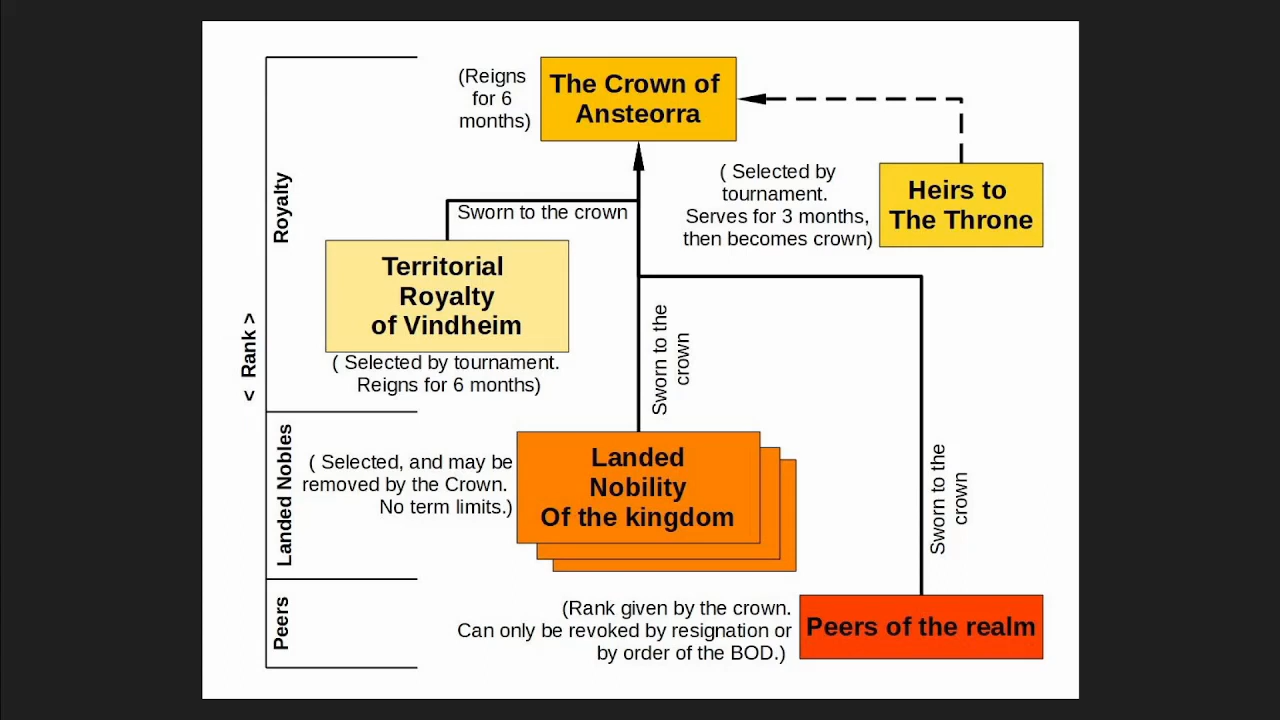 (Reigns
for 6
months)
The Crown of
Ansteorra
( Selected by
tournament.
Serves for 3 months,
then becomes crown)
Heirs to
The Throne
Royalty
Sworn to the crown
Territorial
Royalty
of Vindheim
( Selected by tournament.
Reigns for 6 months)
< Rank >
Sworn to the
crown
Landed Nobles
( Selected, and may be
removed by the Crown.
No term limits.)
Landed
Nobility
Of the kingdom
Sworn to the
crown
Peers
(Rank given by the crown.
Can only be revoked by resignation or
by order of the BOD.)
Peers of the realm